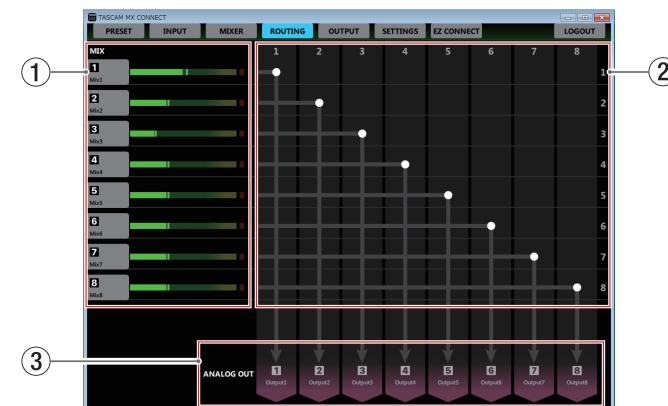 TASCAM MX CONNECT
PRESET INPUT MIXER ROUTING OUTPUT SETTINGS EZ CONNECT LOGOUT
MIX
1 2 3 4 5 6 7 8
1
Mix1
1
2
Mix2
2
3
Mix3
3
4
Mix4
4
5
Mix5
5
6
Mix6
6
7
Mix7
7
8
Mix8
8
ANALOG OUT
1 2 3 4 5 6 7 8
Output1 Output2 Output3 Output4 Output5 Output6 Output7 Output8
1
2
3